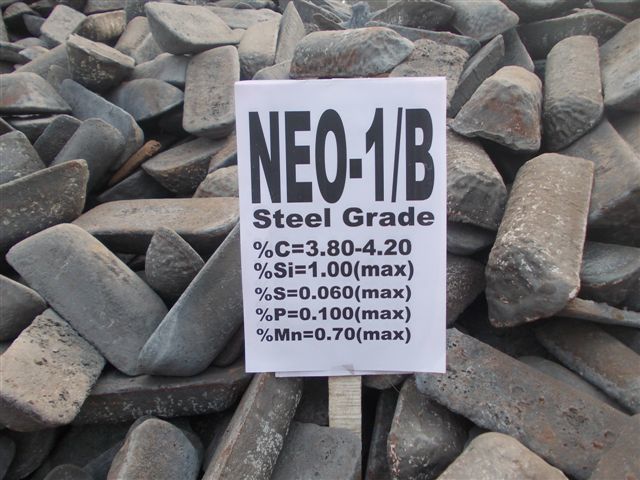 NEO-1/B
Steel Grade
%C=3.80-4.20
%Si=1.00(max)
%S=0.060(max)
%P=0.100(max)
%Mn=0.70(max)